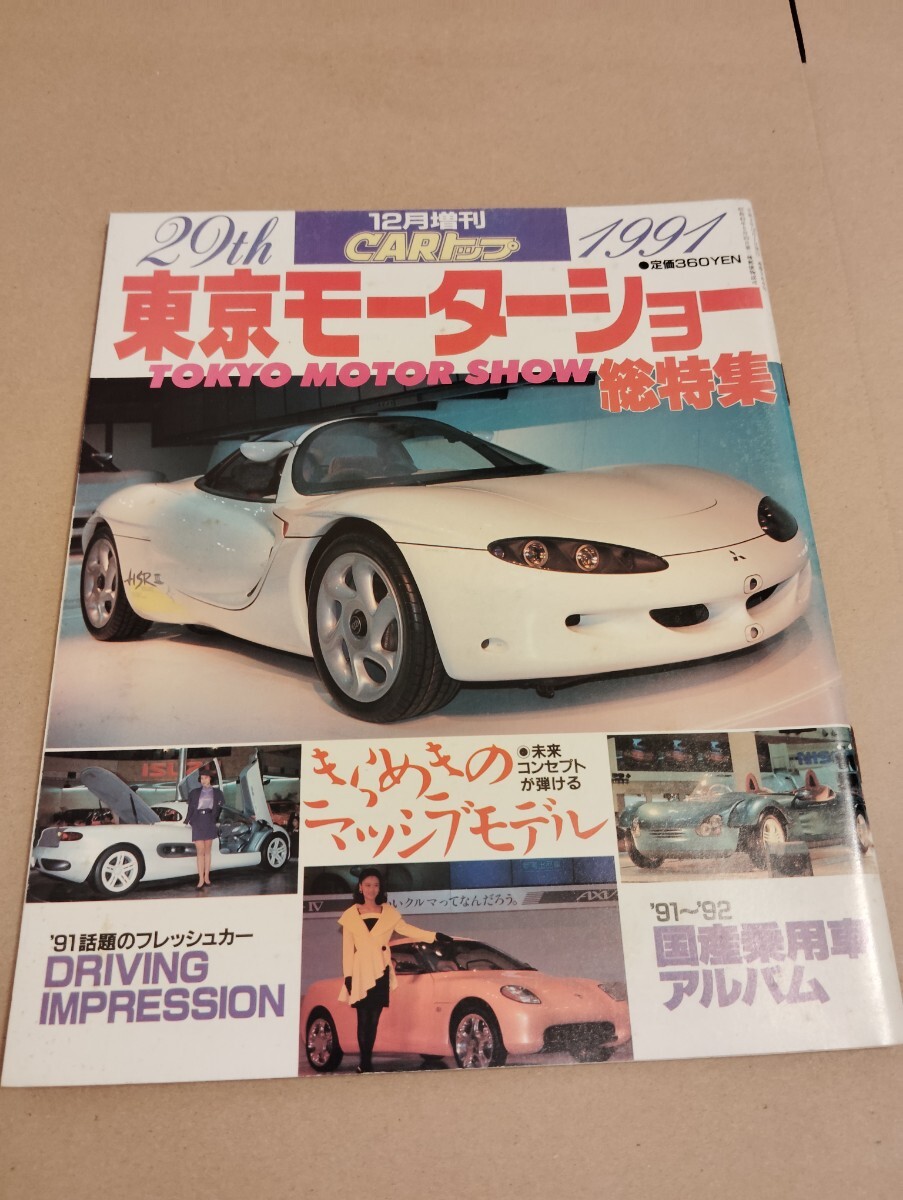 29th
12月増刊
CARトップ
1991
●定価360YEN
東京モーターショー
TOKYO MOTOR SHOW
総特集
HSR III
きらめきの
マッシブモデル
●未来
コンセプト
が弾ける
'91話題のフレッシュカー
DRIVING
IMPRESSION
IV
いクルマってなんだろう。
AXV
'91〜'92
国産乗用車
アルバム